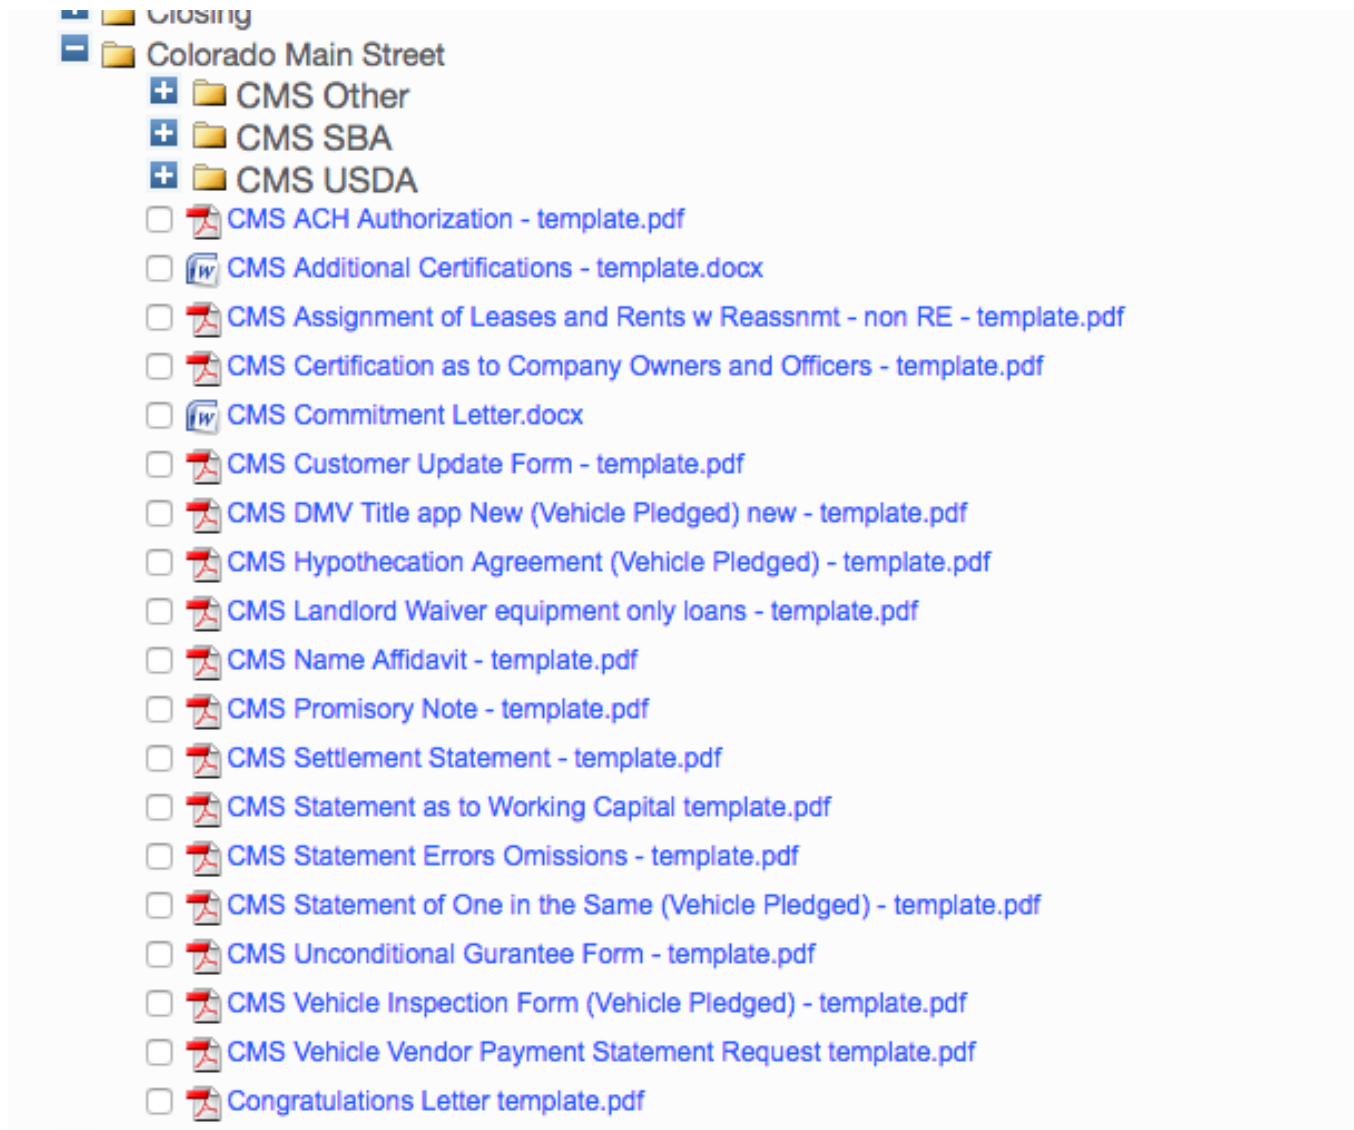 Closing
Colorado Main Street
CMS Other
CMS SBA
CMS USDA
CMS ACH Authorization - template.pdf
CMS Additional Certifications - template.docx
CMS Assignment of Leases and Rents w Reassnmt - non RE - template.pdf
CMS Certification as to Company Owners and Officers - template.pdf
CMS Commitment Letter.docx
CMS Customer Update Form - template.pdf
CMS DMV Title app New (Vehicle Pledged) new - template.pdf
CMS Hypothecation Agreement (Vehicle Pledged) - template.pdf
CMS Landlord Waiver equipment only loans - template.pdf
CMS Name Affidavit - template.pdf
CMS Promisory Note - template.pdf
CMS Settlement Statement - template.pdf
CMS Statement as to Working Capital template.pdf
CMS Statement Errors Omissions - template.pdf
CMS Statement of One in the Same (Vehicle Pledged) - template.pdf
CMS Unconditional Gurantee Form - template.pdf
CMS Vehicle Inspection Form (Vehicle Pledged) - template.pdf
CMS Vehicle Vendor Payment Statement Request template.pdf
Congratulations Letter template.pdf